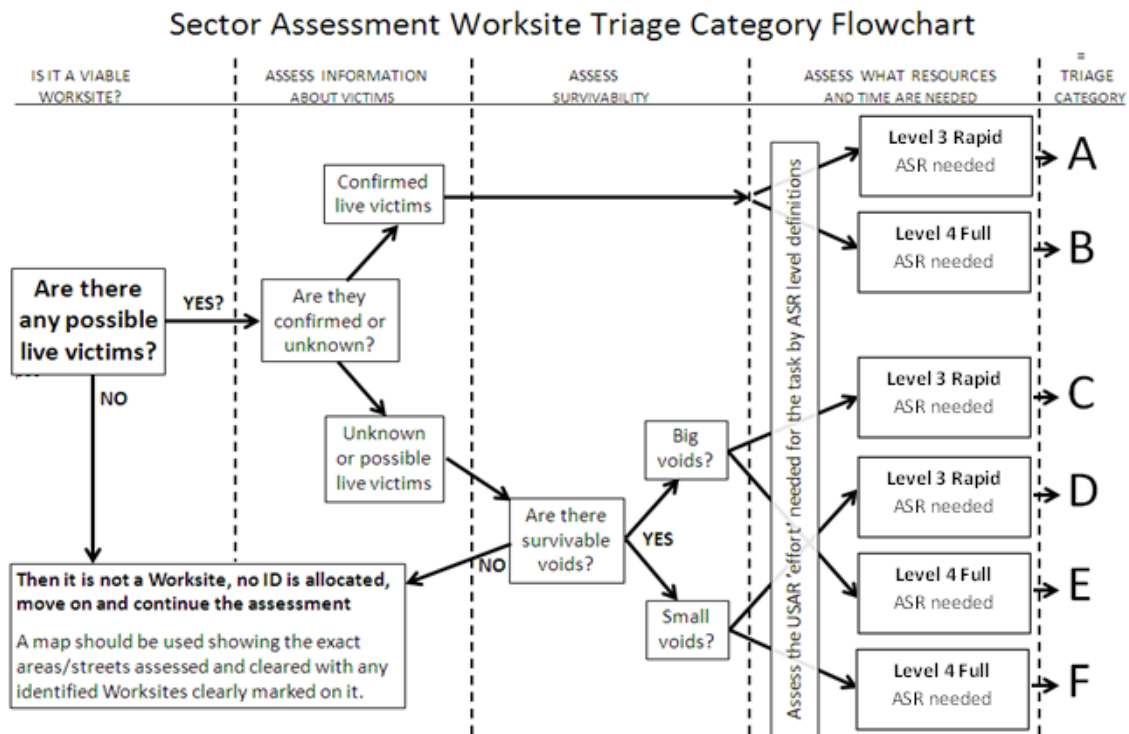 Sector Assessment Worksite Triage Category Flowchart
IS IT A VIABLE
WORKSITE?
ASSESS INFORMATION
ABOUT VICTIMS
ASSESS
SURVIVABILITY
ASSESS WHAT RESOURCES
AND TIME ARE NEEDED
=
TRIAGE
CATEGORY
Are there
any possible
live victims?
YES?
NO
Are they
confirmed or
unknown?
Confirmed
live victims
Unknown
or possible
live victims
Are there
survivable
voids?
NO
YES
Big
voids?
Small
voids?
Then it is not a Worksite, no ID is allocated,
move on and continue the assessment
A map should be used showing the exact
areas/streets assessed and cleared with any
identified Worksites clearly marked on it.
Assess the USAR 'effort' needed for the task by ASR level definitions
Level 3 Rapid
ASR needed
A
Level 4 Full
ASR needed
B
Level 3 Rapid
ASR needed
C
Level 3 Rapid
ASR needed
D
Level 4 Full
ASR needed
E
Level 4 Full
ASR needed
F